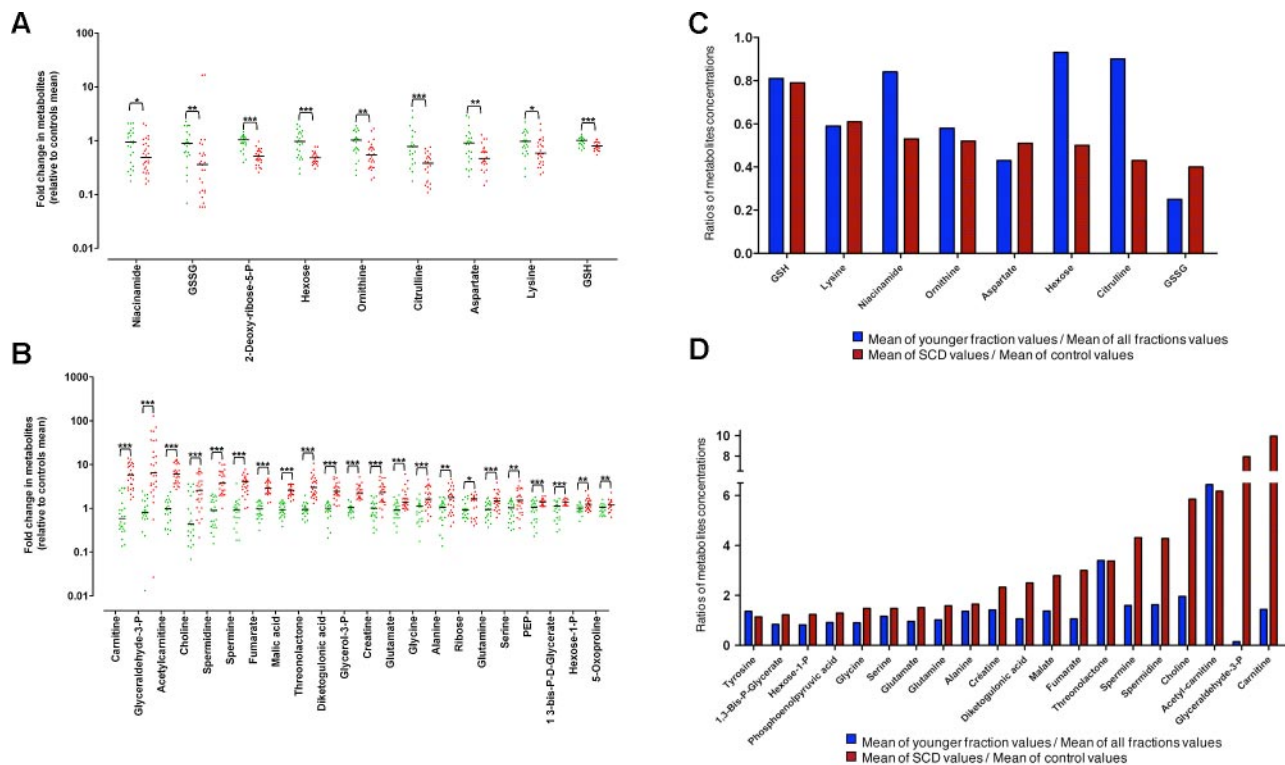 A
Fold change in metabolites
(relative to controls mean)
100
10
1
0.1
0.01
*
**
***
***
**
***
**
*
***
Niacinamide
GSSG
2-Deoxy-ribose-5-P
Hexose
Ornithine
Citrulline
Aspartate
Lysine
GSH
B
Fold change in metabolites
(relative to controls mean)
1000
100
10
1
0.1
0.01
***
***
***
***
***
***
***
***
***
***
***
***
***
***
**
*
***
**
***
***
**
**
Carnitine
Glyceraldehyde-3-P
Acetylcarnitine
Choline
Spermidine
Spermine
Fumarate
Malic acid
Threonolactone
Diketogulonic acid
Glycerol-3-P
Creatine
Glutamate
Glycine
Alanine
Ribose
Glutamine
Serine
PEP
1 3-bis-P-D-Glycerate
Hexose-1-P
5-Oxoproline
C
Ratios of metabolites concentrations
1.0
0.8
0.6
0.4
0.2
0.0
GSH
Lysine
Niacinamide
Ornithine
Aspartate
Hexose
Citrulline
GSSG
Mean of younger fraction values / Mean of all fractions values
Mean of SCD values / Mean of control values
D
Ratios of metabolites concentrations
10
8
6
4
2
0
Tyrosine
1,3-Bis-P-Glycerate
Hexose-1-P
Phosphoenolpyruvic acid
Glycine
Serine
Glutamate
Glutamine
Alanine
Créatine
Diketogulonic acid
Malate
Fumarate
Threonolactone
Spermine
Spermidine
Choline
Acetyl-carnitine
Glyceraldehyde-3-P
Carnitine
Mean of younger fraction values / Mean of all fractions values
Mean of SCD values / Mean of control values